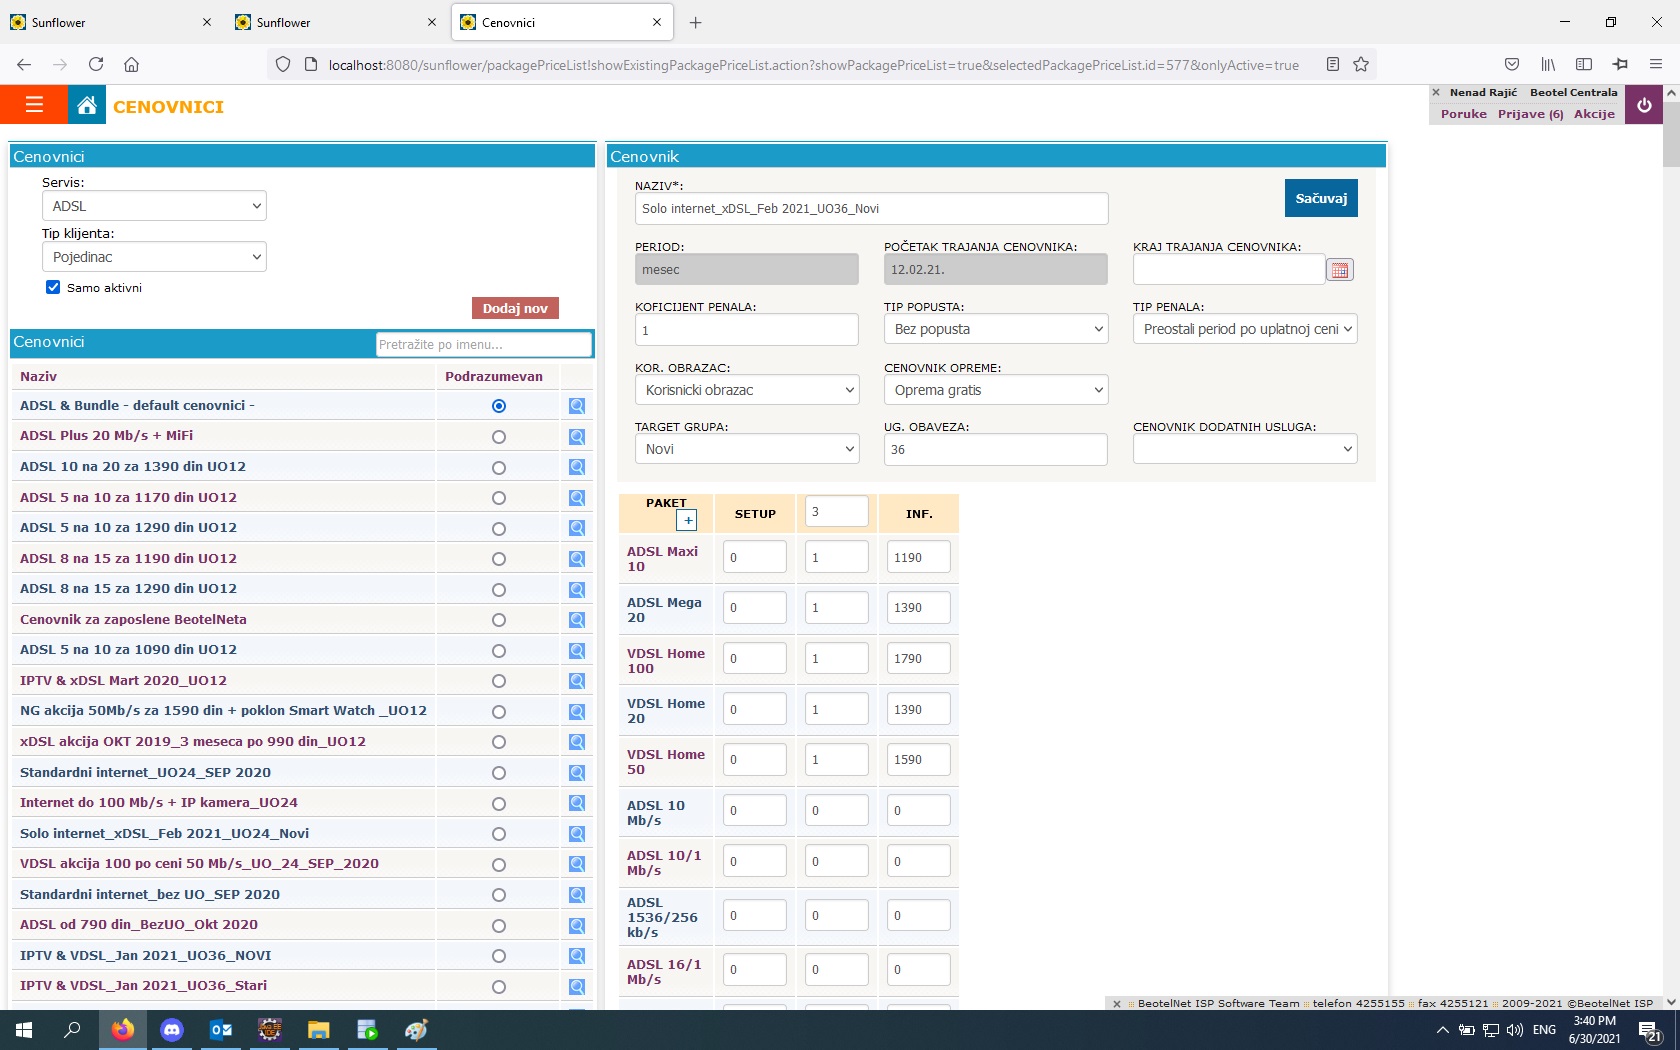 Sunflower
Sunflower
Cenovnici
localhost:8080/sunflower/packagePriceList!showExistingPackagePriceList.action?showPackagePriceList=true&selectedPackagePriceList.id=577&onlyActive=true
CENOVNICI
Nenad Rajić Beotel Centrala
Poruke Prijave (6) Akcije
Cenovnici
Servis:
ADSL
Tip klijenta:
Pojedinac
Samo aktivni
Dodaj nov
Cenovnici
Pretražite po imenu...
Naziv Podrazumevan
ADSL & Bundle - default cenovnici -
ADSL Plus 20 Mb/s + MiFi
ADSL 10 na 20 za 1390 din UO12
ADSL 5 na 10 za 1170 din UO12
ADSL 5 na 10 za 1290 din UO12
ADSL 8 na 15 za 1190 din UO12
ADSL 8 na 15 za 1290 din UO12
Cenovnik za zaposlene BeotelNeta
ADSL 5 na 10 za 1090 din UO12
IPTV & xDSL Mart 2020_UO12
NG akcija 50Mb/s za 1590 din + poklon Smart Watch _UO12
xDSL akcija OKT 2019_3 meseca po 990 din_UO12
Standardni internet_UO24_SEP 2020
Internet do 100 Mb/s + IP kamera_UO24
Solo internet_xDSL_Feb 2021_UO24_Novi
VDSL akcija 100 po ceni 50 Mb/s_UO_24_SEP_2020
Standardni internet_bez UO_SEP 2020
ADSL od 790 din_BezUO_Okt 2020
IPTV & VDSL_Jan 2021_UO36_NOVI
IPTV & VDSL_Jan 2021_UO36_Stari
Cenovnik
NAZIV*:
Solo internet_xDSL_Feb 2021_UO36_Novi
Sačuvaj
PERIOD: POČETAK TRAJANJA CENOVNIKA: KRAJ TRAJANJA CENOVNIKA:
mesec 12.02.21.
KOFICIJENT PENALA: TIP POPUSTA: TIP PENALA:
1 Bez popusta Preostali period po uplatnoj ceni
KOR. OBRAZAC: CENOVNIK OPREME:
Korisnicki obrazac Oprema gratis
TARGET GRUPA: UG. OBAVEZA: CENOVNIK DODATNIH USLUGA:
Novi 36
PAKET + SETUP 3 INF.
ADSL Maxi
10 0 1 1190
ADSL Mega
20 0 1 1390
VDSL Home
100 0 1 1790
VDSL Home
20 0 1 1390
VDSL Home
50 0 1 1590
ADSL 10
Mb/s 0 0 0
ADSL 10/1
Mb/s 0 0 0
ADSL
1536/256
kb/s 0 0 0
ADSL 16/1
Mb/s 0 0 0
:: BeotelNet ISP Software Team :: telefon 4255155 :: fax 4255121 :: 2009-2021 ©BeotelNet ISP
ENG
3:40 PM
6/30/2021
21